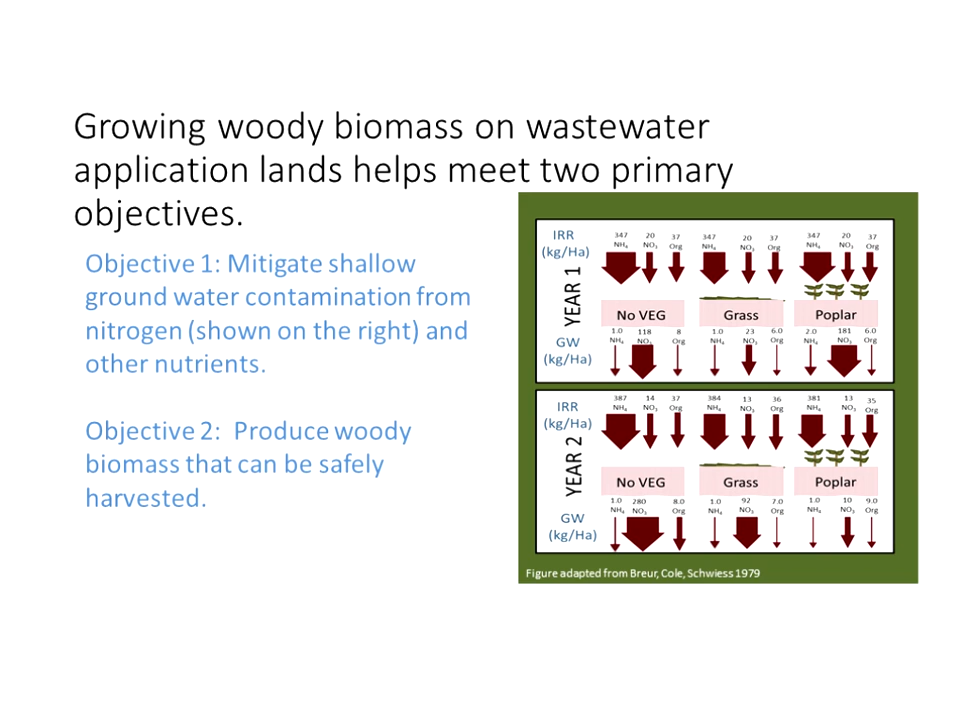 Growing woody biomass on wastewater
application lands helps meet two primary
objectives.
Objective 1: Mitigate shallow
ground water contamination from
nitrogen (shown on the right) and
other nutrients.
Objective 2:  Produce woody
biomass that can be safely
harvested.
YEAR 1
IRR
(kg/Ha)
347 20 37 347 20 37 347 20 37
NH₄ NO₃ Org NH₄ NO₃ Org NH₄ NO₃ Org
No VEG Grass Poplar
GW
(kg/Ha)
1.0 118 8 1.0 23 6.0 2.0 181 6.0
NH₄ NO₃ Org NH₄ NO₃ Org NH₄ NO₃ Org
YEAR 2
IRR
(kg/Ha)
387 14 37 384 13 36 381 13 35
NH₄ NO₃ Org NH₄ NO₃ Org NH₄ NO₃ Org
No VEG Grass Poplar
GW
(kg/Ha)
1.0 280 8.0 1.0 92 7.0 1.0 10 9.0
NH₄ NO₃ Org NH₄ NO₃ Org NH₄ NO₃ Org
Figure adapted from Breur, Cole, Schwiess 1979